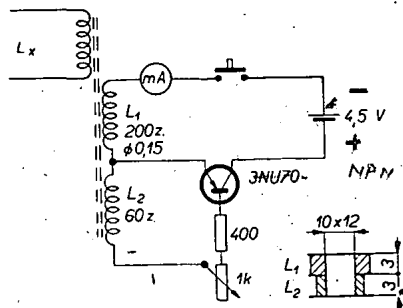 Lx
mA
L1
200z.
ϕ0,15
−
4,5 V
+
NPN
3NU70
L2
60z.
400
1k
10x12
L1
L2
3
3